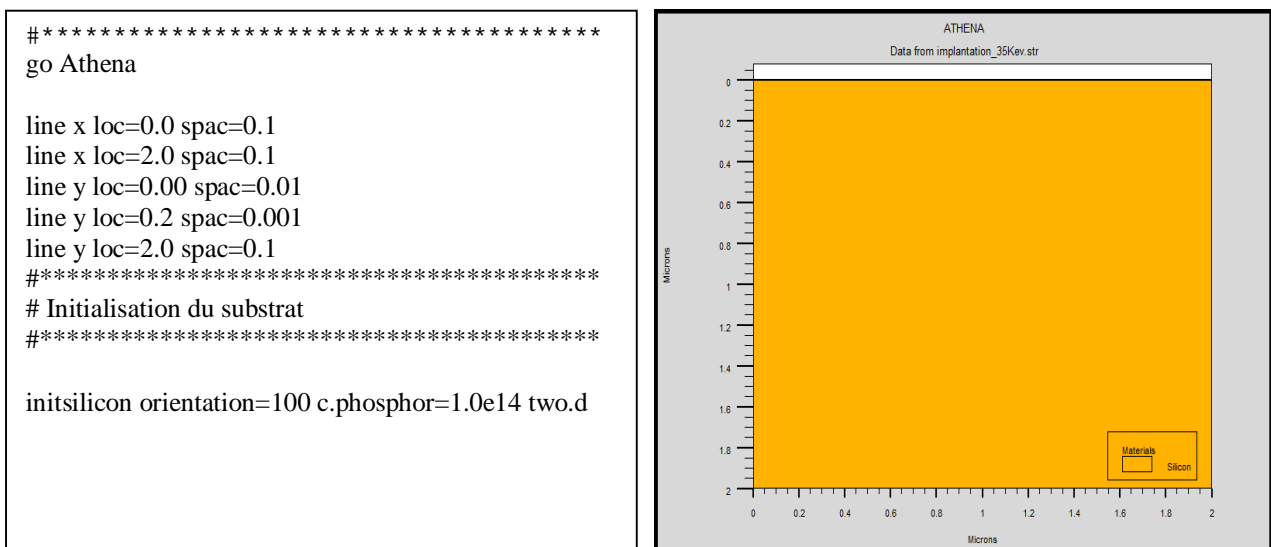 #***************************************
go Athena
line x loc=0.0 spac=0.1
line x loc=2.0 spac=0.1
line y loc=0.00 spac=0.01
line y loc=0.2 spac=0.001
line y loc=2.0 spac=0.1
#******************************************
# Initialisation du substrat
#******************************************
initsilicon orientation=100 c.phosphor=1.0e14 two.d
ATHENA
Data from implantation_35Kev.str
0
0.2
0.4
0.6
0.8
1
1.2
1.4
1.6
1.8
2
Microns
Materials
Silicon
0 0.2 0.4 0.6 0.8 1 1.2 1.4 1.6 1.8 2
Microns